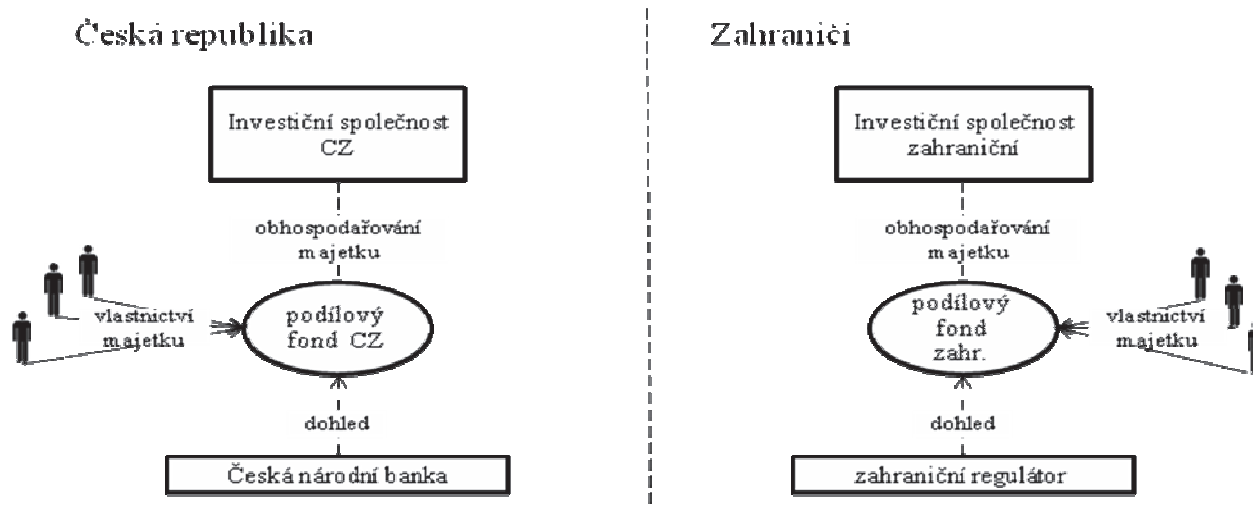 Česká republika
Zahraničí
Investiční společnost
CZ
Investiční společnost
zahraniční
obhospodařování
majetku
obhospodařování
majetku
vlastnictví
majetku
podílový
fond CZ
podílový
fond
zahr.
vlastnictví
majetku
dohled
dohled
Česká národní banka
zahraniční regulátor